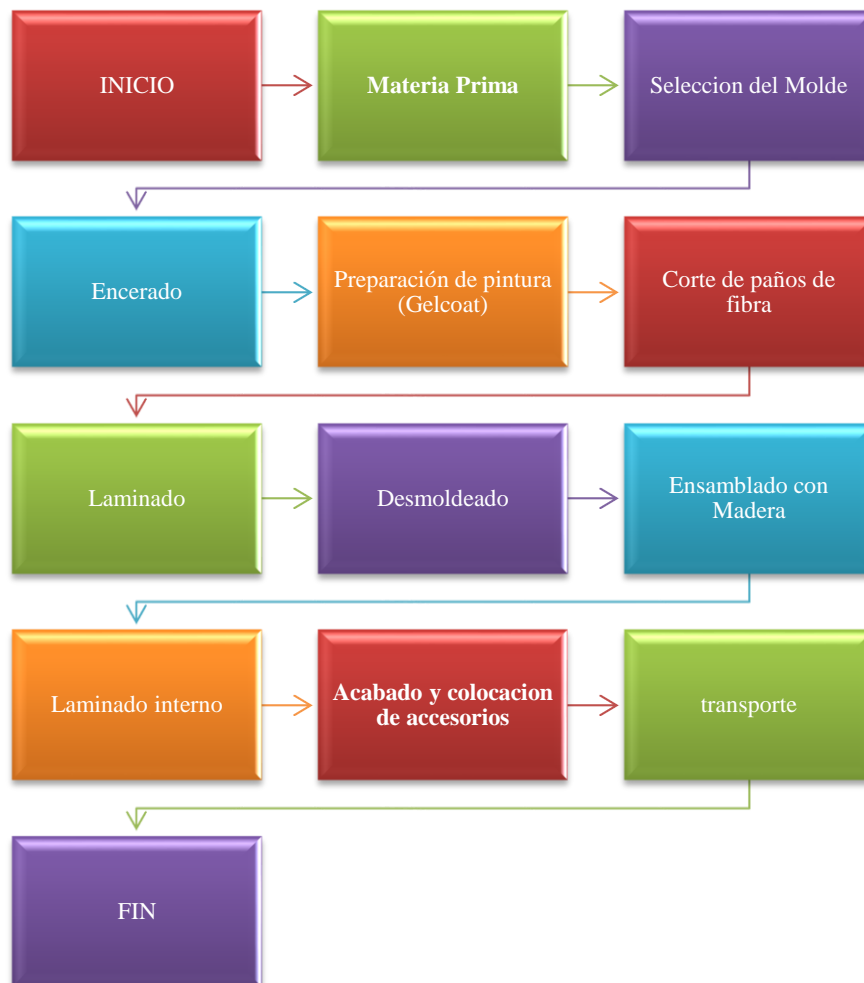 INICIO
Materia Prima
Seleccion del Molde
Encerado
Preparación de pintura
(Gelcoat)
Corte de paños de
fibra
Laminado
Desmoldeado
Ensamblado con
Madera
Laminado interno
Acabado y colocacion
de accesorios
transporte
FIN